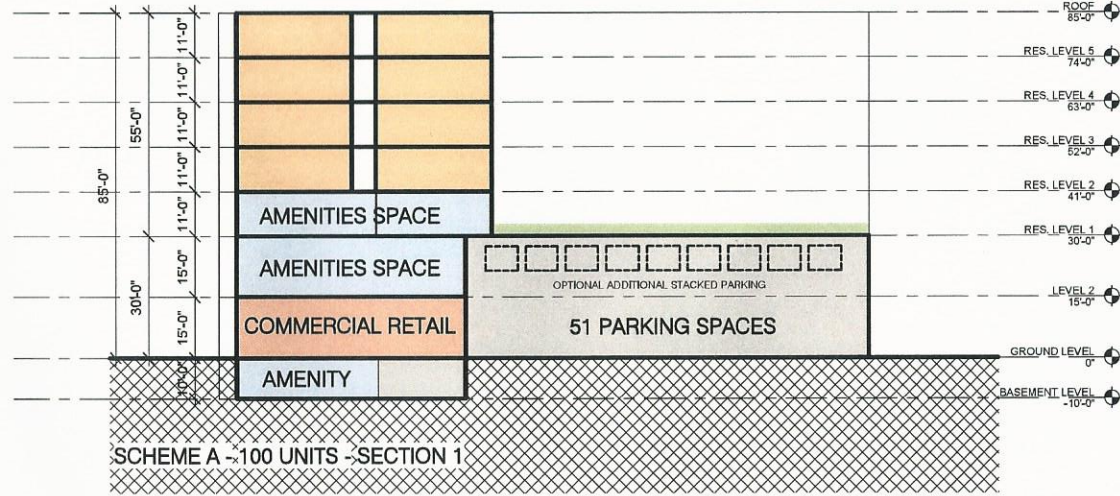 ROOF
85'-0"
11'-0"
RES. LEVEL 5
74'-0"
11'-0"
RES. LEVEL 4
63'-0"
55'-0"
11'-0"
RES. LEVEL 3
52'-0"
11'-0"
85'-0"
RES. LEVEL 2
41'-0"
11'-0"
AMENITIES SPACE
RES. LEVEL 1
30'-0"
15'-0"
AMENITIES SPACE
OPTIONAL ADDITIONAL STACKED PARKING
30'-0"
LEVEL 2
15'-0"
15'-0"
COMMERCIAL RETAIL
51 PARKING SPACES
GROUND LEVEL
0"
10'-0"
AMENITY
BASEMENT LEVEL
-10'-0"
SCHEME A - 100 UNITS - SECTION 1